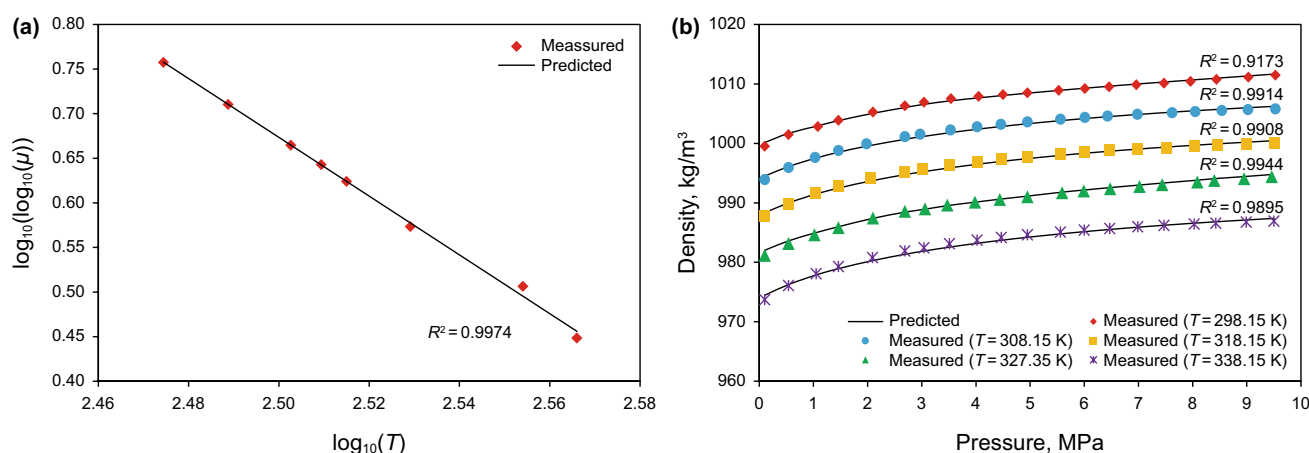 (a)
0.80
0.75
0.70
0.65
0.60
0.55
0.50
0.45
0.40
log₁₀(log₁₀(μ))
Meassured
Predicted
R² = 0.9974
2.46
2.48
2.50
2.52
2.54
2.56
2.58
log₁₀(T)
(b)
1020
1010
1000
990
980
970
960
Density, kg/m³
R² = 0.9173
R² = 0.9914
R² = 0.9908
R² = 0.9944
R² = 0.9895
Predicted
Measured (T = 298.15 K)
Measured (T = 308.15 K)
Measured (T = 318.15 K)
Measured (T = 327.35 K)
Measured (T = 338.15 K)
0
1
2
3
4
5
6
7
8
9
10
Pressure, MPa